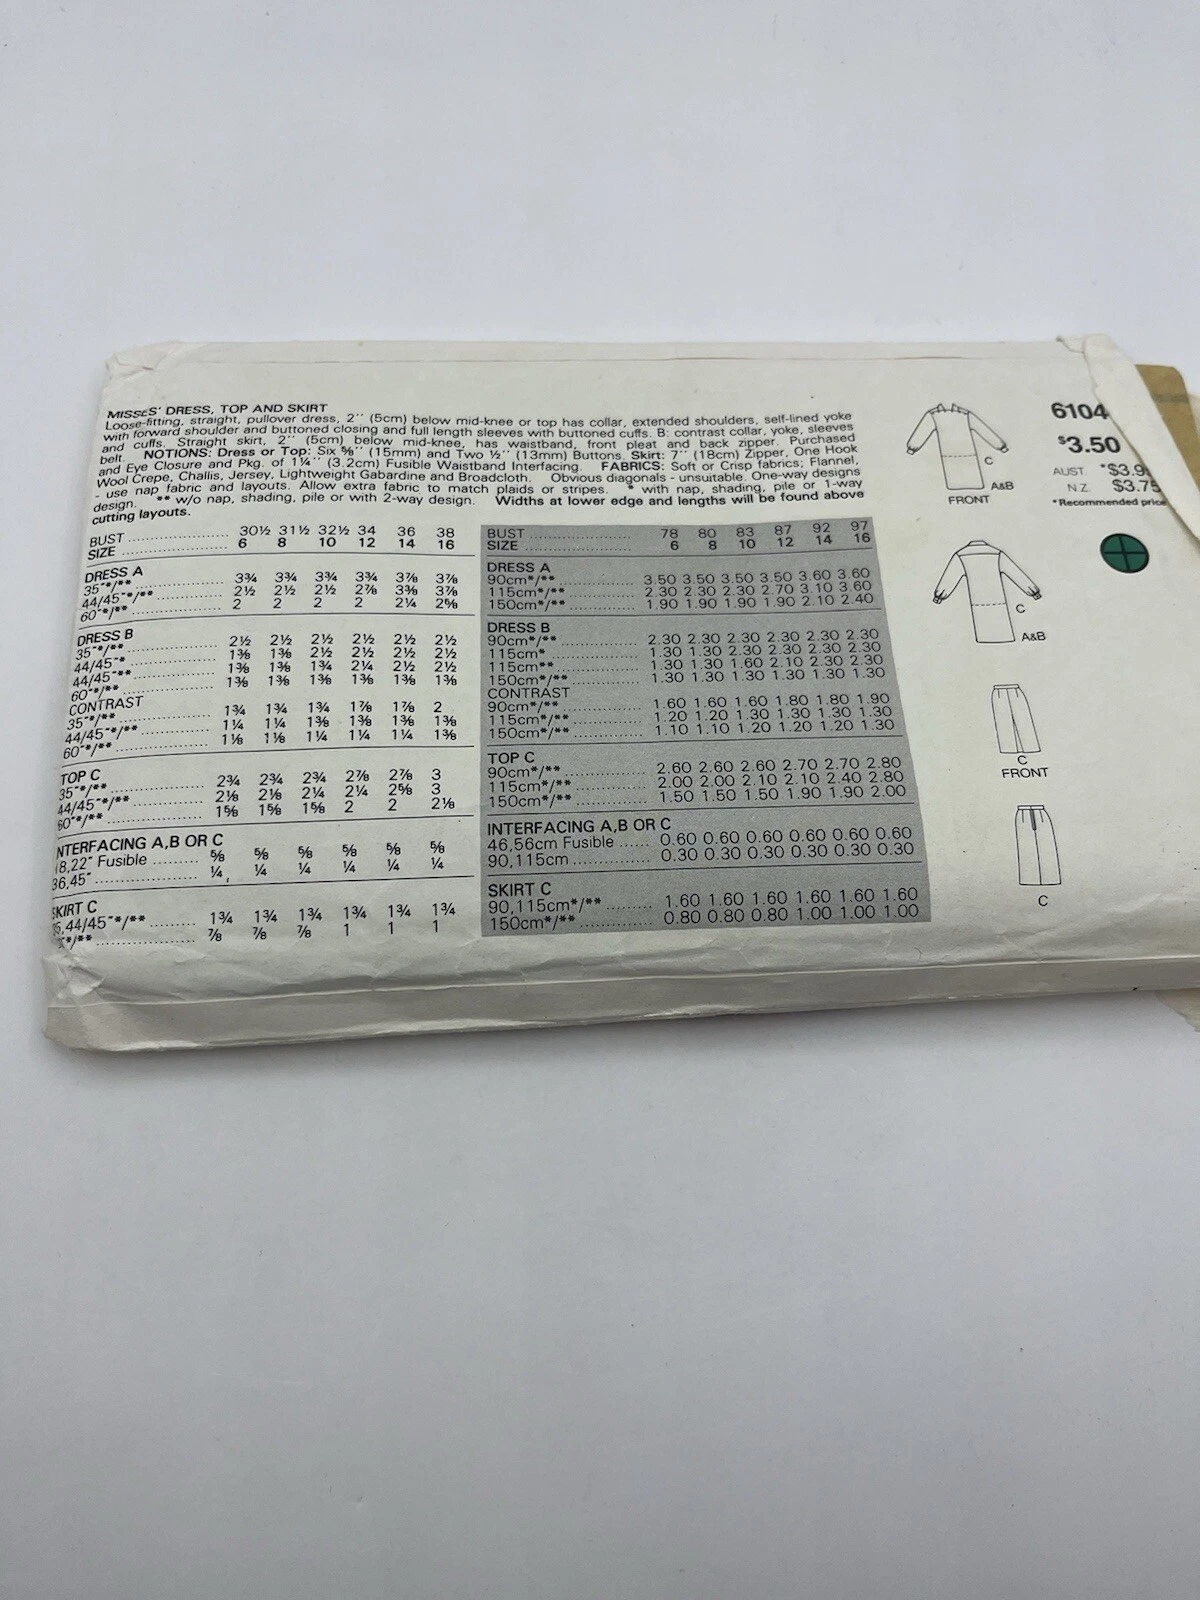 MISSES' DRESS, TOP AND SKIRT
Loose-fitting, straight, pullover dress, 2'' (5cm) below mid-knee or top has collar, extended shoulders, self-lined yoke
with forward shoulder and buttoned closing and full length sleeves with buttoned cuffs. B: contrast collar, yoke, sleeves
and cuffs. Straight skirt, 2'' (5cm) below mid-knee, has waistband, front pleat and back zipper. Purchased
belt. NOTIONS: Dress or Top: Six ⅝'' (15mm) and Two ½'' (13mm) Buttons. Skirt: 7'' (18cm) Zipper, One Hook
and Eye Closure and Pkg. of 1¼'' (3.2cm) Fusible Waistband Interfacing. FABRICS: Soft or Crisp fabrics; Flannel,
Wool Crepe, Challis, Jersey, Lightweight Gabardine and Broadcloth. Obvious diagonals - unsuitable. One-way designs
- use nap fabric and layouts. Allow extra fabric to match plaids or stripes. * with nap, shading, pile or 1-way
design. ** w/o nap, shading, pile or with 2-way design. Widths at lower edge and lengths will be found above
cutting layouts.
BUST 30½ 31½ 32½ 34 36 38
SIZE 6 8 10 12 14 16
DRESS A
35"*/** 3¾ 3¾ 3¾ 3¾ 3⅞ 3⅞
44/45"*/** 2½ 2½ 2½ 2⅞ 3⅜ 3⅞
60"*/** 2 2 2 2 2¼ 2⅝
DRESS B
35"*/** 2½ 2½ 2½ 2½ 2½ 2½
44/45"* 1⅜ 1⅜ 2½ 2½ 2½ 2½
44/45"** 1⅜ 1⅜ 1¾ 2¼ 2½ 2½
60"*/** 1⅜ 1⅜ 1⅜ 1⅜ 1⅜ 1⅜
CONTRAST
35"*/** 1¾ 1¾ 1¾ 1⅞ 1⅞ 2
44/45"*/** 1¼ 1¼ 1⅜ 1⅜ 1⅜ 1⅜
60"*/** 1⅛ 1⅛ 1¼ 1¼ 1¼ 1⅜
TOP C
35"*/** 2¾ 2¾ 2¾ 2⅞ 2⅞ 3
44/45"*/** 2⅛ 2⅛ 2¼ 2¼ 2⅝ 3
60"*/** 1⅝ 1⅝ 1⅝ 2 2 2⅛
NTERFACING A,B OR C
18,22" Fusible ⅝ ⅝ ⅝ ⅝ ⅝ ⅝
36,45" ¼ ¼ ¼ ¼ ¼ ¼
SKIRT C
5,44/45"*/** 1¾ 1¾ 1¾ 1¾ 1¾ 1¾
"*/** ⅞ ⅞ ⅞ 1 1 1
BUST 78 80 83 87 92 97
SIZE 6 8 10 12 14 16
DRESS A
90cm*/** 3.50 3.50 3.50 3.50 3.60 3.60
115cm*/** 2.30 2.30 2.30 2.70 3.10 3.60
150cm*/** 1.90 1.90 1.90 1.90 2.10 2.40
DRESS B
90cm*/** 2.30 2.30 2.30 2.30 2.30 2.30
115cm* 1.30 1.30 2.30 2.30 2.30 2.30
115cm** 1.30 1.30 1.60 2.10 2.30 2.30
150cm*/** 1.30 1.30 1.30 1.30 1.30 1.30
CONTRAST
90cm*/** 1.60 1.60 1.60 1.80 1.80 1.90
115cm*/** 1.20 1.20 1.30 1.30 1.30 1.30
150cm*/** 1.10 1.10 1.20 1.20 1.20 1.30
TOP C
90cm*/** 2.60 2.60 2.60 2.70 2.70 2.80
115cm*/** 2.00 2.00 2.10 2.10 2.40 2.80
150cm*/** 1.50 1.50 1.50 1.90 1.90 2.00
INTERFACING A,B OR C
46,56cm Fusible 0.60 0.60 0.60 0.60 0.60 0.60
90,115cm 0.30 0.30 0.30 0.30 0.30 0.30
SKIRT C
90,115cm*/** 1.60 1.60 1.60 1.60 1.60 1.60
150cm*/** 0.80 0.80 0.80 1.00 1.00 1.00
6104
$3.50
AUST. *$3.9
N.Z. $3.75
*Recommended price
C
A&B
FRONT
C
A&B
C
FRONT
C